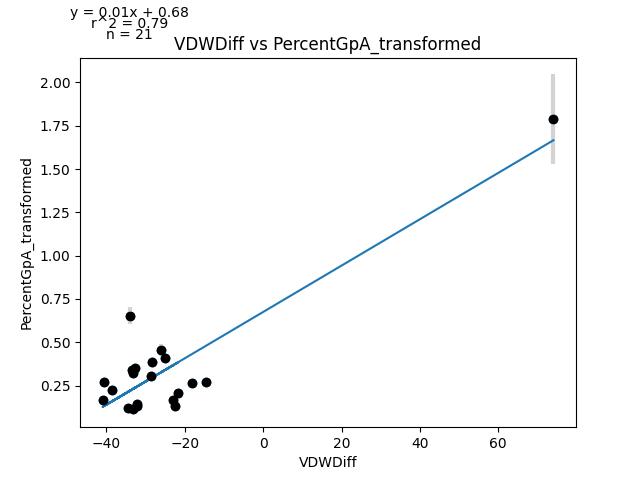 y = 0.01x + 0.68
r^2 = 0.79
n = 21
VDWDiff vs PercentGpA_transformed
PercentGpA_transformed
2.00
1.75
1.50
1.25
1.00
0.75
0.50
0.25
−40
−20
0
20
40
60
VDWDiff